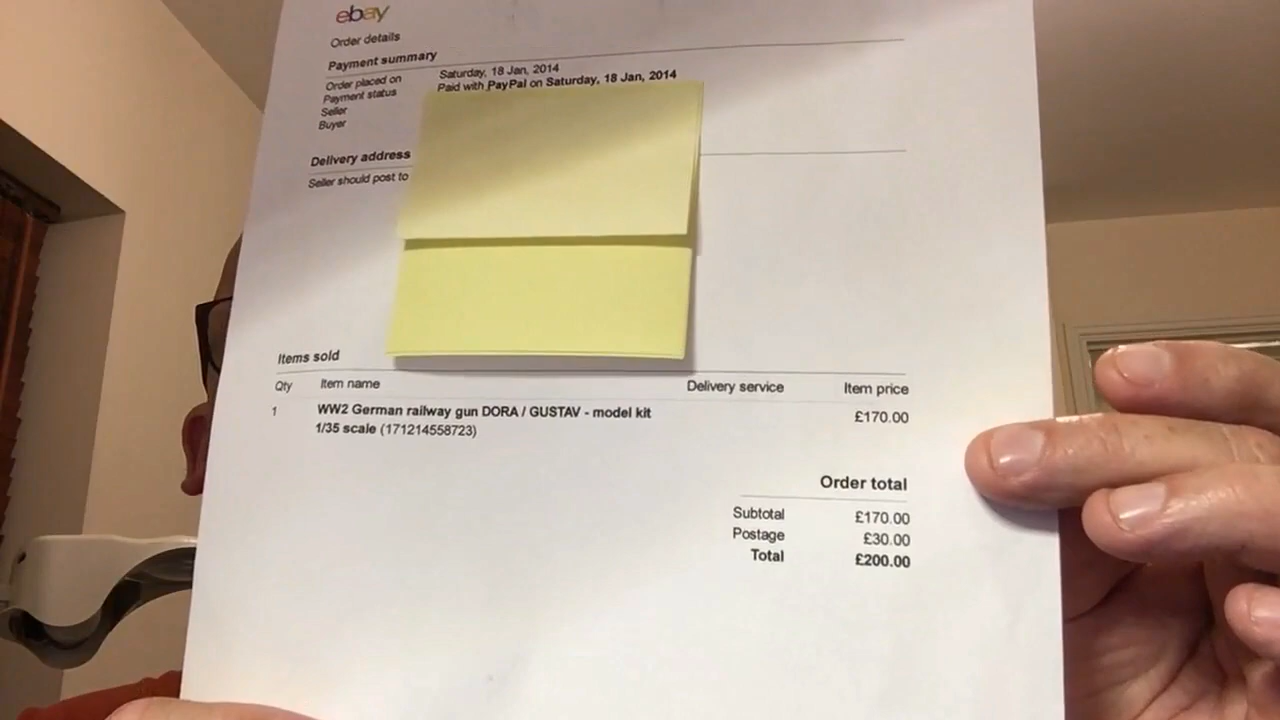 ebay
Order details
Payment summary
Order placed on Saturday, 18 Jan, 2014
Payment status Paid with PayPal on Saturday, 18 Jan, 2014
Seller
Buyer
Delivery address
Seller should post to
Items sold
Qty Item name Delivery service Item price
1 WW2 German railway gun DORA / GUSTAV - model kit £170.00
1/35 scale (171214558723)
Order total
Subtotal £170.00
Postage £30.00
Total £200.00